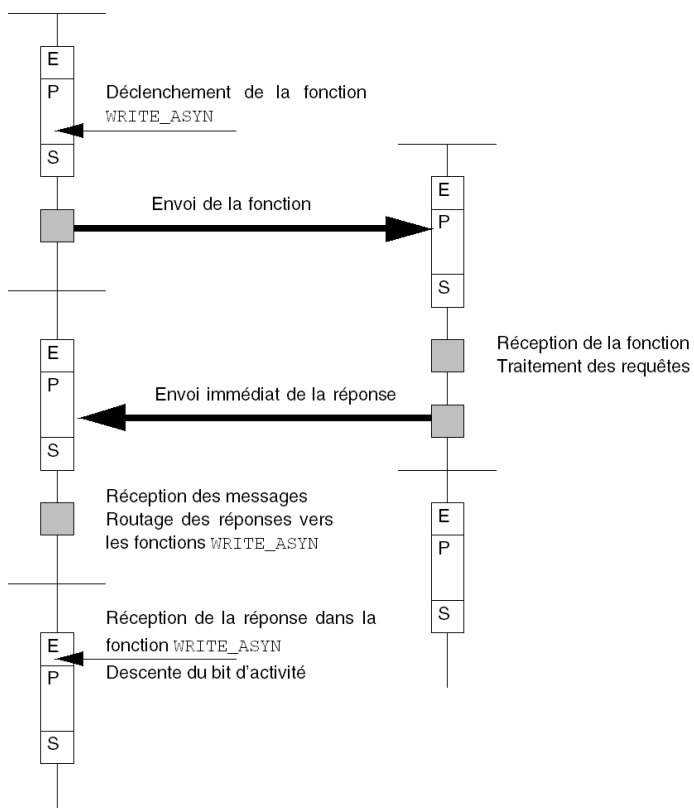 E
P
Déclenchement de la fonction
WRITE_ASYN
S
E
Envoi de la fonction
P
S
E
Réception de la fonction
Traitement des requêtes
P
Envoi immédiat de la réponse
S
Réception des messages
Routage des réponses vers
les fonctions WRITE_ASYN
E
P
S
Réception de la réponse dans la
fonction WRITE_ASYN
Descente du bit d'activité
E
P
S